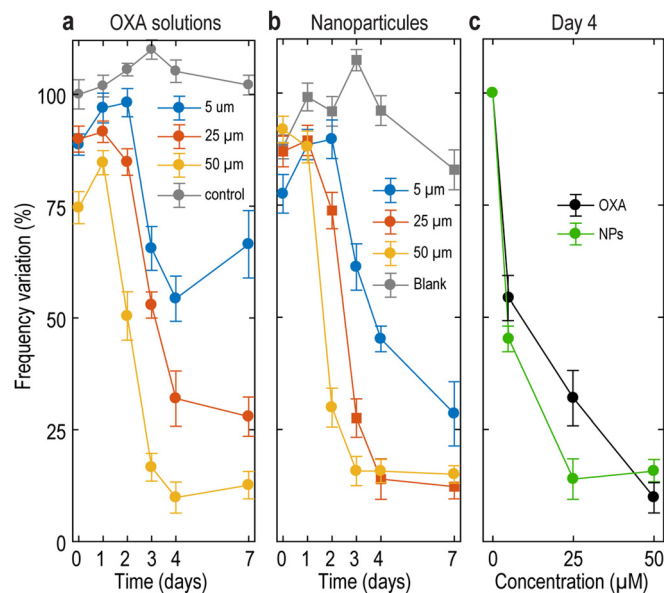 a OXA solutions
b Nanoparticules
c Day 4
Frequency variation (%)
100
75
50
25
0
5 um
25 µm
50 µm
control
0 1 2 3 4 7
Time (days)
5 µm
25 µm
50 µm
Blank
0 1 2 3 4 7
Time (days)
OXA
NPs
0 25 50
Concentration (µM)